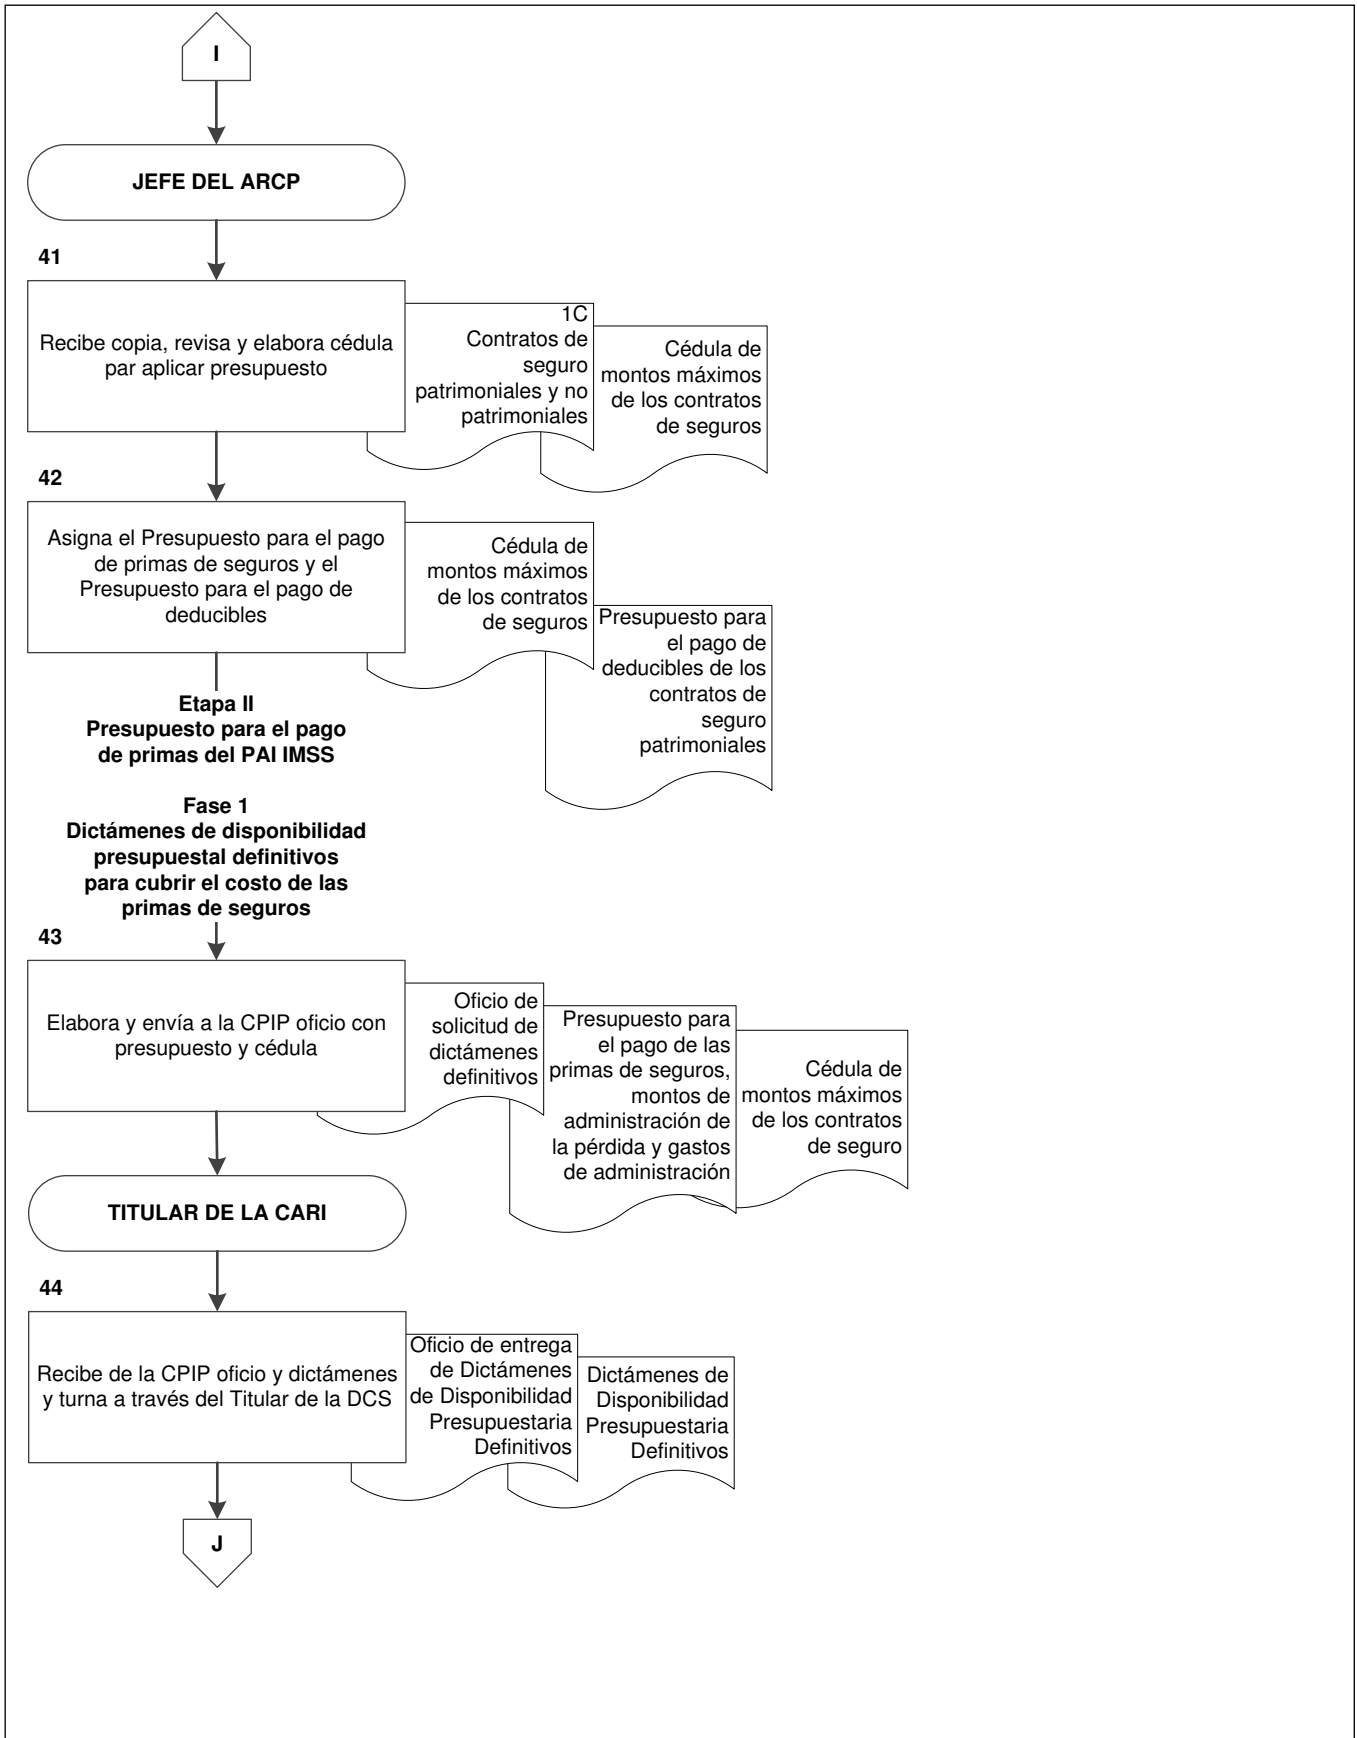 I
JEFE DEL ARCP
41
Recibe copia, revisa y elabora cédula
par aplicar presupuesto
1C
Contratos de
seguro
patrimoniales y no
patrimoniales
Cédula de
montos máximos
de los contratos
de seguros
42
Asigna el Presupuesto para el pago
de primas de seguros y el
Presupuesto para el pago de
deducibles
Cédula de
montos máximos
de los contratos
de seguros
Presupuesto para
el pago de
deducibles de los
contratos de
seguro
patrimoniales
Etapa II
Presupuesto para el pago
de primas del PAI IMSS
Fase 1
Dictámenes de disponibilidad
presupuestal definitivos
para cubrir el costo de las
primas de seguros
43
Elabora y envía a la CPIP oficio con
presupuesto y cédula
Oficio de
solicitud de
dictámenes
definitivos
Presupuesto para
el pago de las
primas de seguros,
montos de
administración de
la pérdida y gastos
de administración
Cédula de
montos máximos
de los contratos
de seguro
TITULAR DE LA CARI
44
Recibe de la CPIP oficio y dictámenes
y turna a través del Titular de la DCS
Oficio de entrega
de Dictámenes
de Disponibilidad
Presupuestaria
Definitivos
Dictámenes de
Disponibilidad
Presupuestaria
Definitivos
J